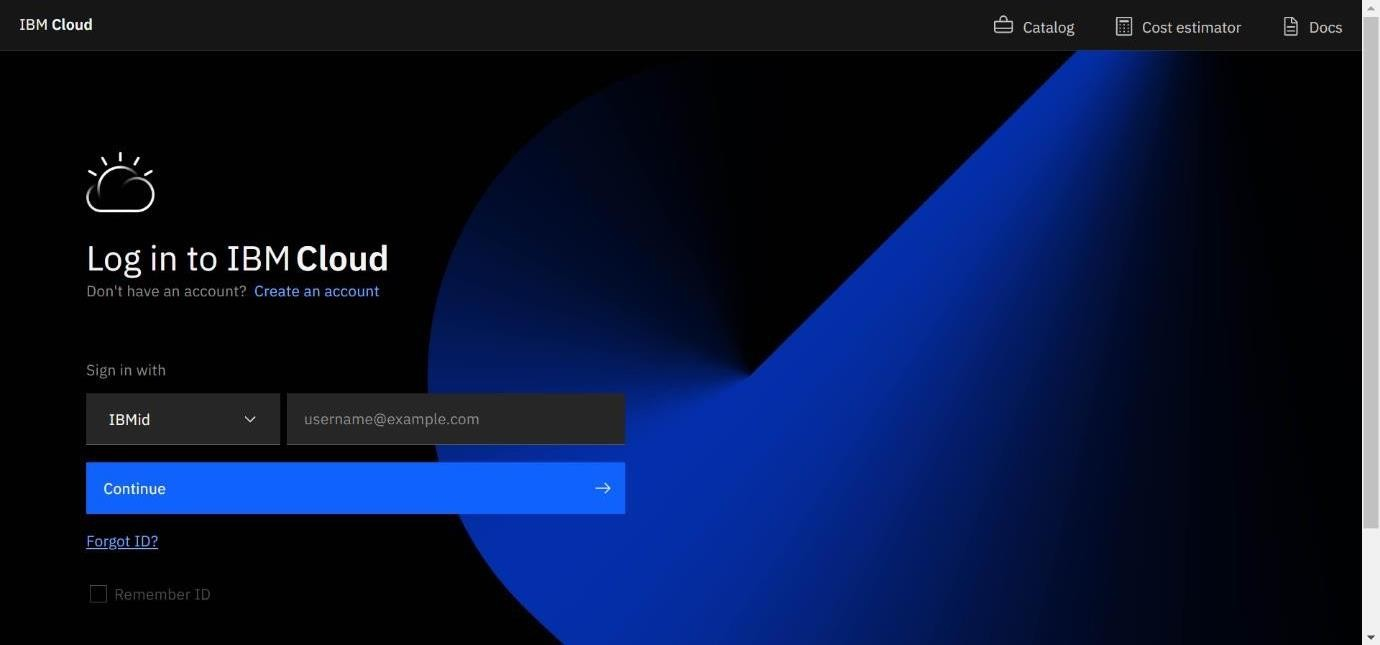 IBM Cloud
Catalog
Cost estimator
Docs
Log in to IBM Cloud
Don't have an account? Create an account
Sign in with
IBMid
username@example.com
Continue
Forgot ID?
Remember ID